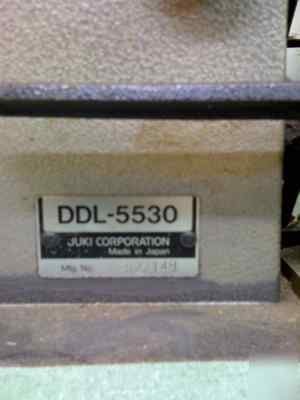 DDL-5530
JUKI CORPORATION
Made in Japan
Mfg. No.